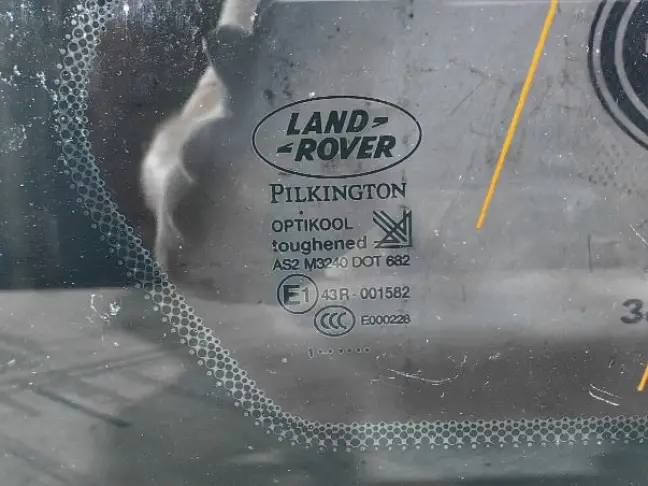 LAND
ROVER
PILKINGTON
OPTIKOOL
toughened
AS2 M3240 DOT 682
E1 43R - 001582
CCC E000228